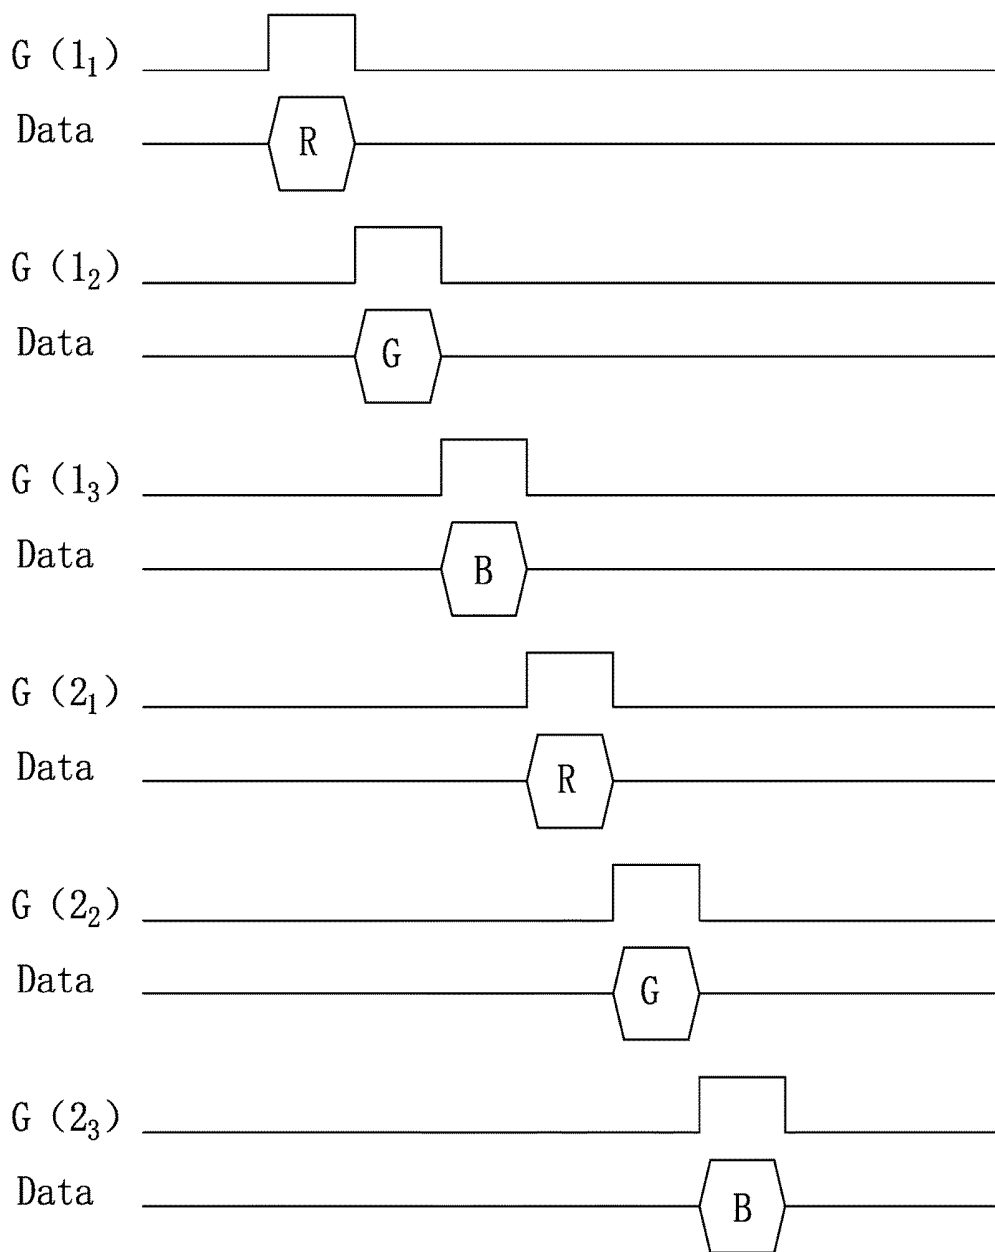 G (1₁)
Data
R
G (1₂)
Data
G
G (1₃)
Data
B
G (2₁)
Data
R
G (2₂)
Data
G
G (2₃)
Data
B